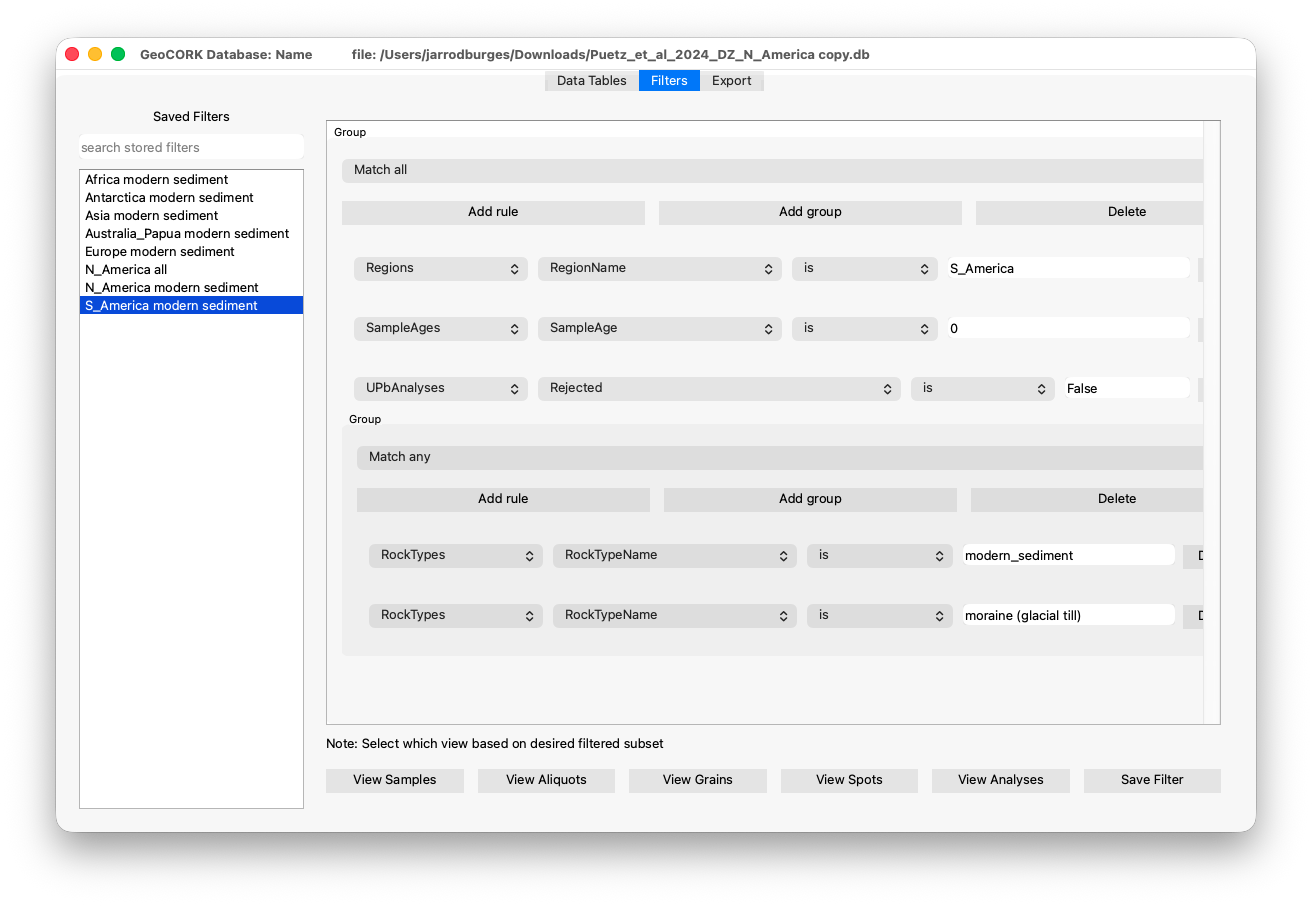 GeoCORK Database: Name file: /Users/jarrodburges/Downloads/Puetz_et_al_2024_DZ_N_America copy.db
Data Tables Filters Export
Saved Filters
search stored filters
Africa modern sediment
Antarctica modern sediment
Asia modern sediment
Australia_Papua modern sediment
Europe modern sediment
N_America all
N_America modern sediment
S_America modern sediment
Group
Match all
Add rule Add group Delete
Regions RegionName is S_America
SampleAges SampleAge is 0
UPbAnalyses Rejected is False
Group
Match any
Add rule Add group Delete
RockTypes RockTypeName is modern_sediment
RockTypes RockTypeName is moraine (glacial till)
Note: Select which view based on desired filtered subset
View Samples View Aliquots View Grains View Spots View Analyses Save Filter